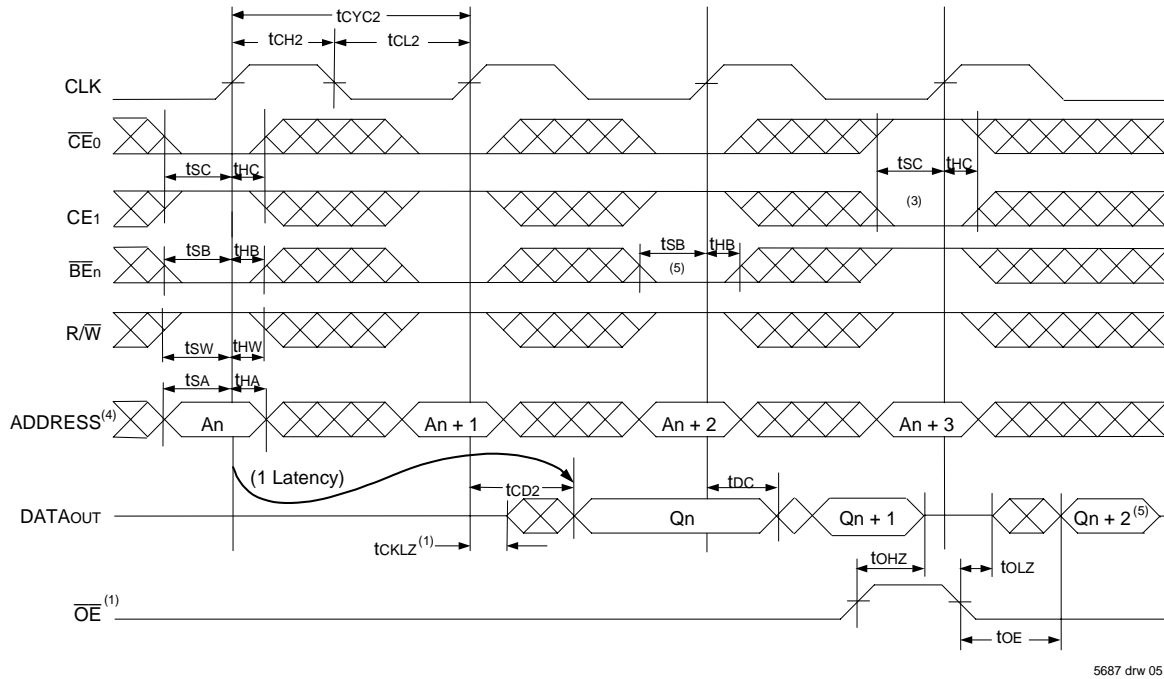 tCYC2
tCH2
tCL2
CLK
CE0
tSC
tHC
tSC
tHC
CE1
(3)
tSB
tHB
tSB
tHB
BEn
(5)
R/W
tSW
tHW
tSA
tHA
ADDRESS(4)
An
An + 1
An + 2
An + 3
(1 Latency)
tCD2
tDC
DATAOUT
Qn
Qn + 1
Qn + 2(5)
tCKLZ(1)
tOHZ
tOLZ
OE(1)
tOE
5687 drw 05